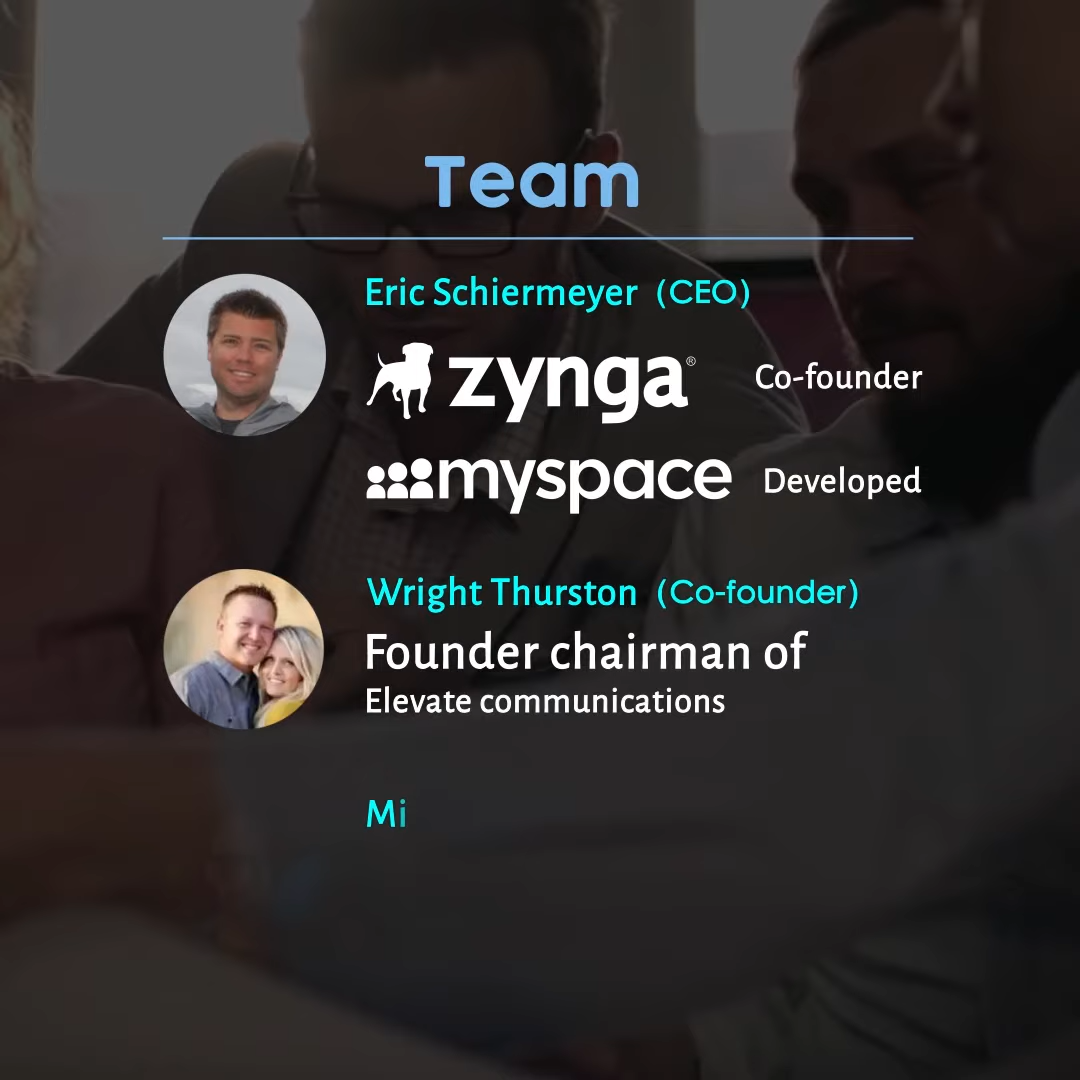 Team
Eric Schiermeyer (CEO)
zynga® Co-founder
myspace Developed
Wright Thurston (Co-founder)
Founder chairman of
Elevate communications
Mi